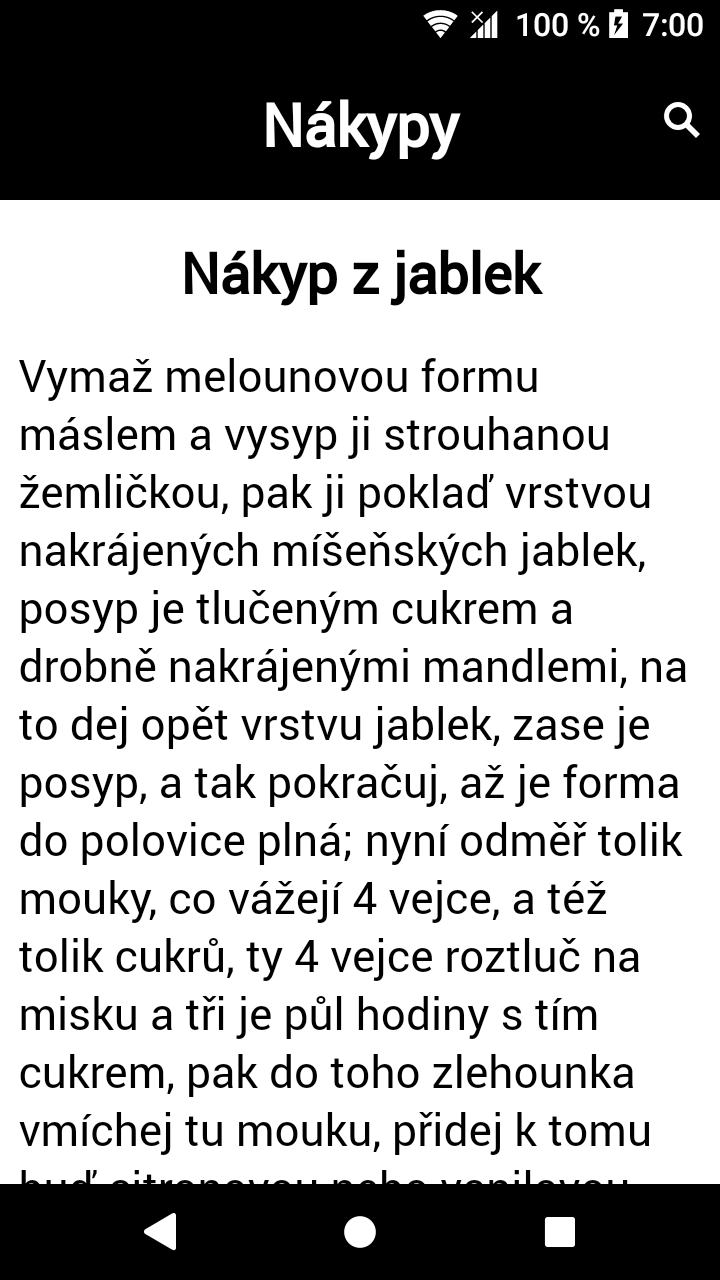 100 % 7:00
Nákypy
Nákyp z jablek
Vymaž melounovou formu
máslem a vysyp ji strouhanou
žemličkou, pak ji poklaď vrstvou
nakrájených míšeňských jablek,
posyp je tlučeným cukrem a
drobně nakrájenými mandlemi, na
to dej opět vrstvu jablek, zase je
posyp, a tak pokračuj, až je forma
do polovice plná; nyní odměř tolik
mouky, co vážejí 4 vejce, a též
tolik cukrů, ty 4 vejce roztluč na
misku a tři je půl hodiny s tím
cukrem, pak do toho zlehounka
vmíchej tu mouku, přidej k tomu